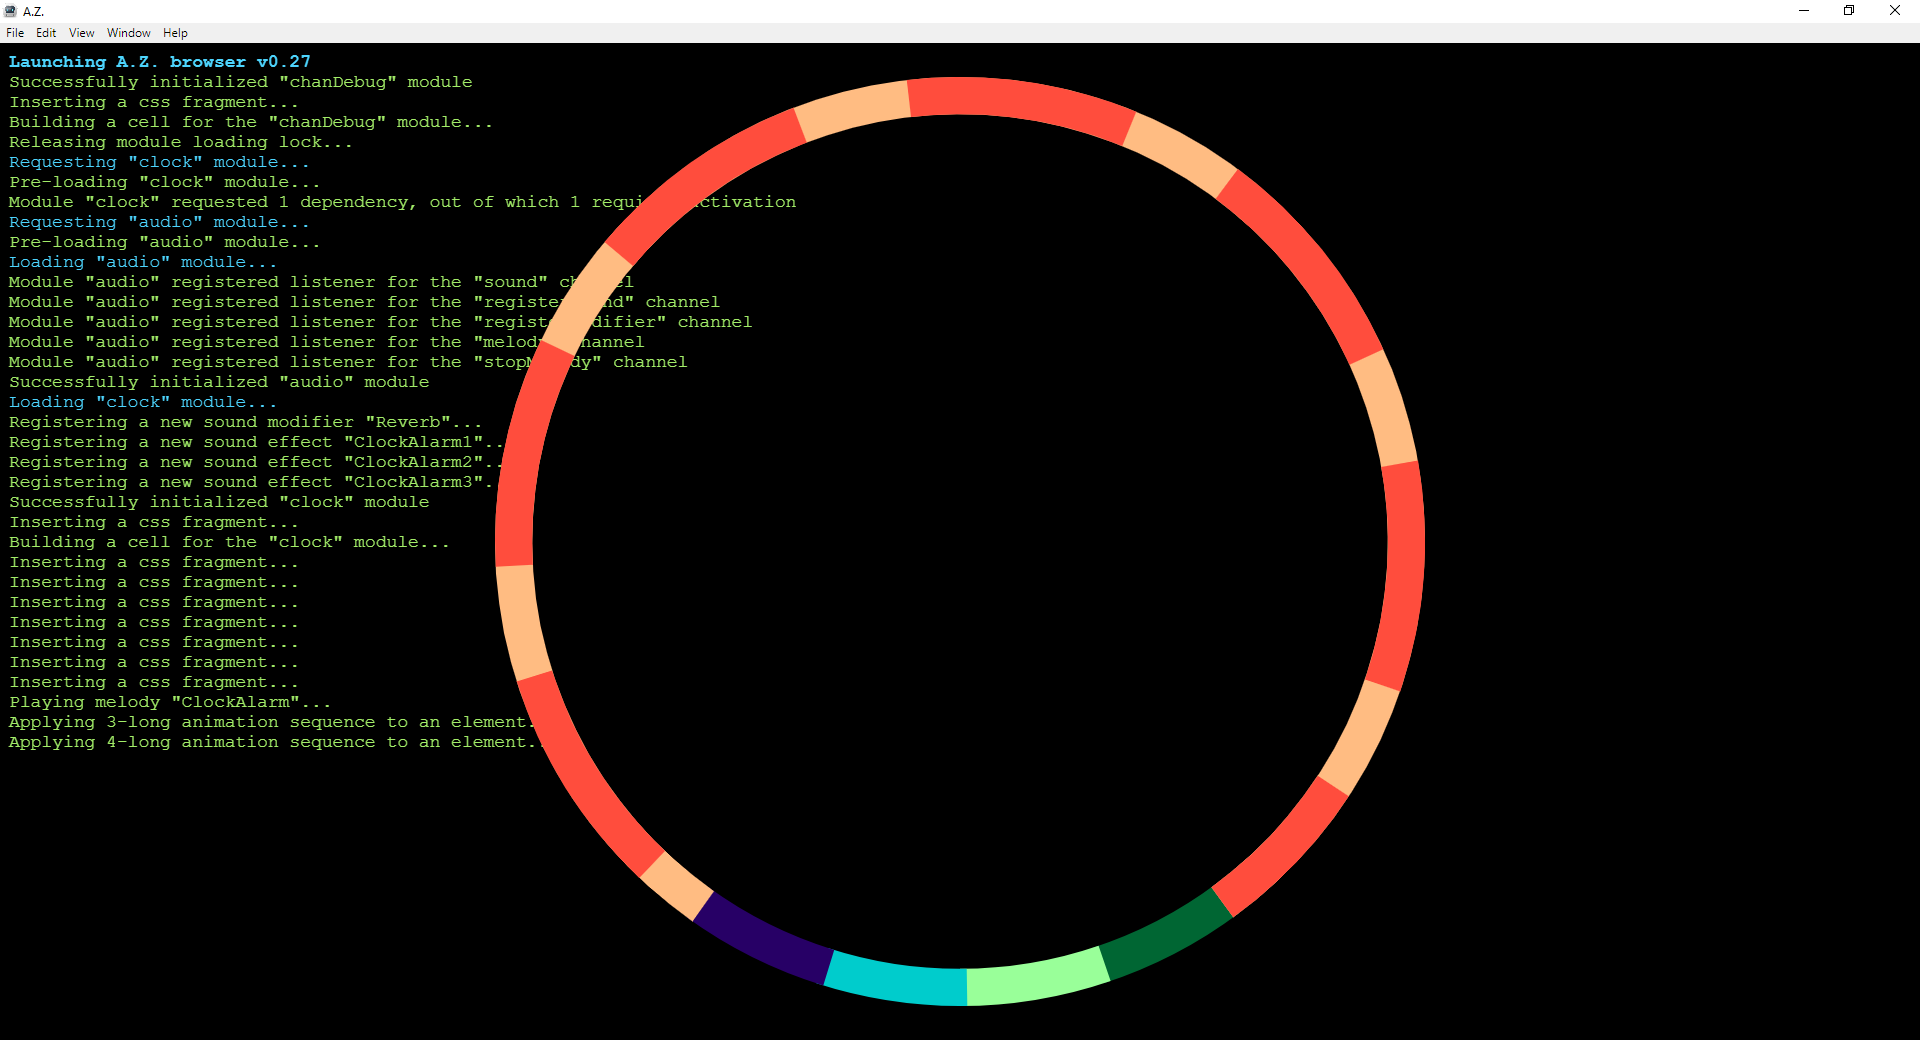 A.Z.
File Edit View Window Help
Launching A.Z. browser v0.27
Successfully initialized "chanDebug" module
Inserting a css fragment...
Building a cell for the "chanDebug" module...
Releasing module loading lock...
Requesting "clock" module...
Pre-loading "clock" module...
Module "clock" requested 1 dependency, out of which 1 requi ctivation
Requesting "audio" module...
Pre-loading "audio" module...
Loading "audio" module...
Module "audio" registered listener for the "sound" ch el
Module "audio" registered listener for the "registe nd" channel
Module "audio" registered listener for the "regist difier" channel
Module "audio" registered listener for the "melod hannel
Module "audio" registered listener for the "stopM dy" channel
Successfully initialized "audio" module
Loading "clock" module...
Registering a new sound modifier "Reverb"...
Registering a new sound effect "ClockAlarm1"..
Registering a new sound effect "ClockAlarm2"..
Registering a new sound effect "ClockAlarm3".
Successfully initialized "clock" module
Inserting a css fragment...
Building a cell for the "clock" module...
Inserting a css fragment...
Inserting a css fragment...
Inserting a css fragment...
Inserting a css fragment...
Inserting a css fragment...
Inserting a css fragment...
Inserting a css fragment...
Playing melody "ClockAlarm"...
Applying 3-long animation sequence to an element.
Applying 4-long animation sequence to an element..